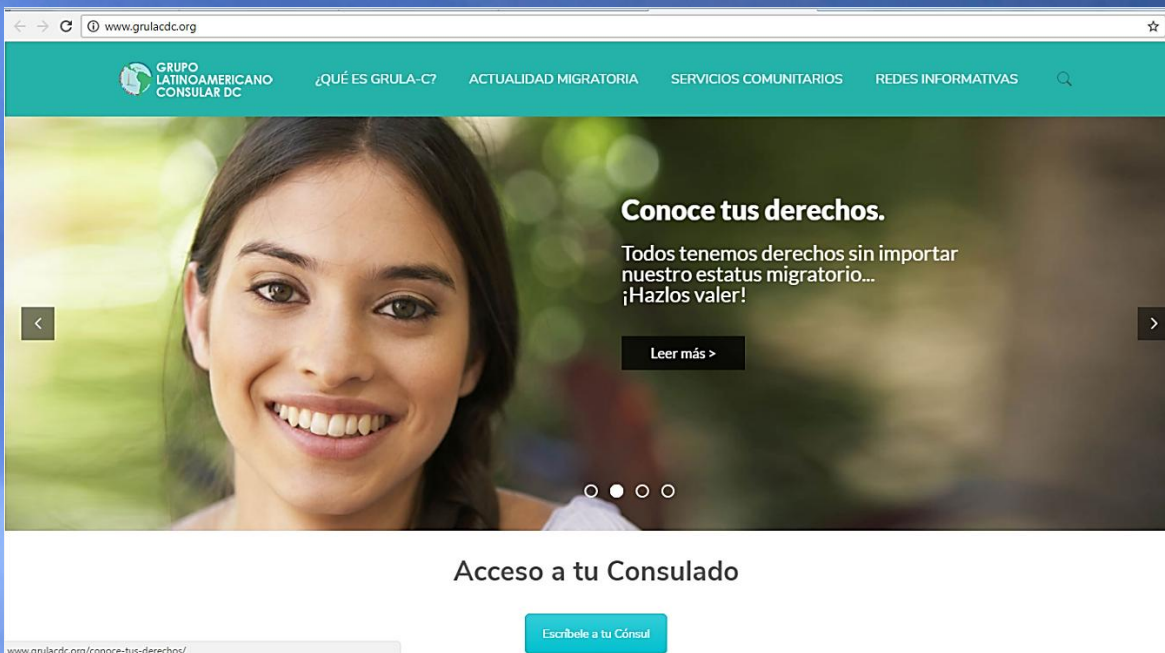 www.grulacdc.org
GRUPO
LATINOAMERICANO
CONSULAR DC
¿QUÉ ES GRULA-C?
ACTUALIDAD MIGRATORIA
SERVICIOS COMUNITARIOS
REDES INFORMATIVAS
Conoce tus derechos.
Todos tenemos derechos sin importar
nuestro estatus migratorio...
¡Hazlos valer!
Leer más >
Acceso a tu Consulado
Escríbele a tu Cónsul
www.grulacdc.org/conoce-tus-derechos/